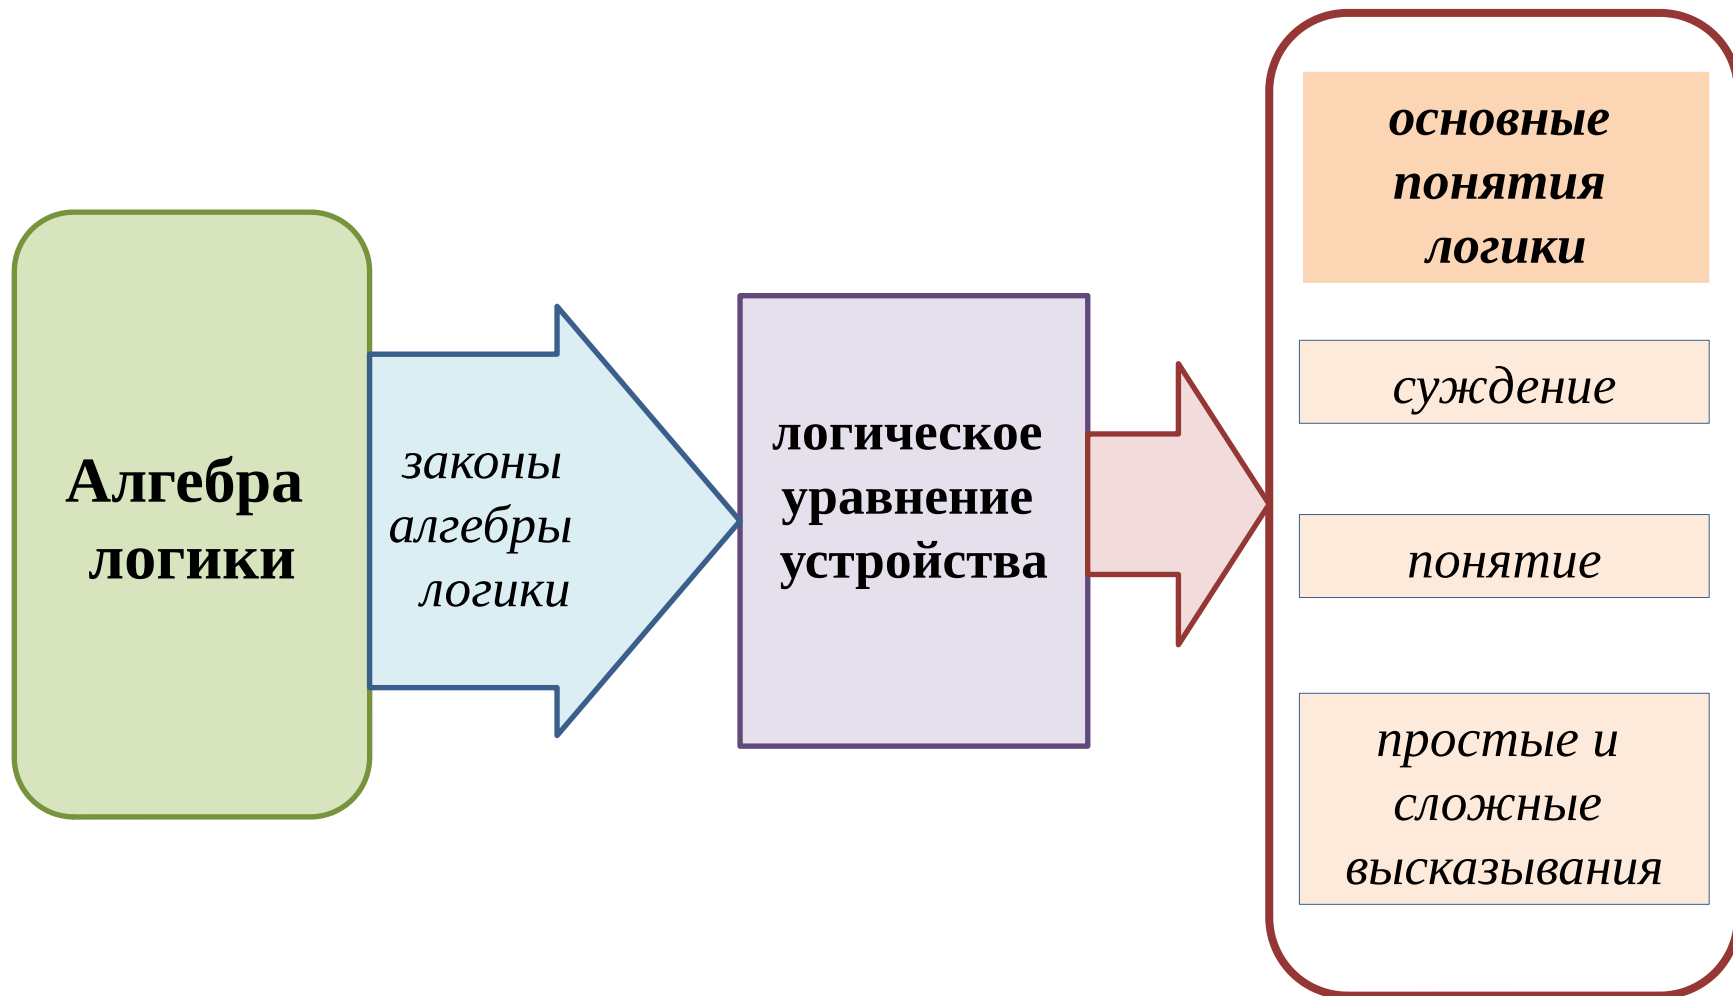 Алгебра
логики
законы
алгебры
логики
логическое
уравнение
устройства
основные
понятия
логики
суждение
понятие
простые и
сложные
высказывания